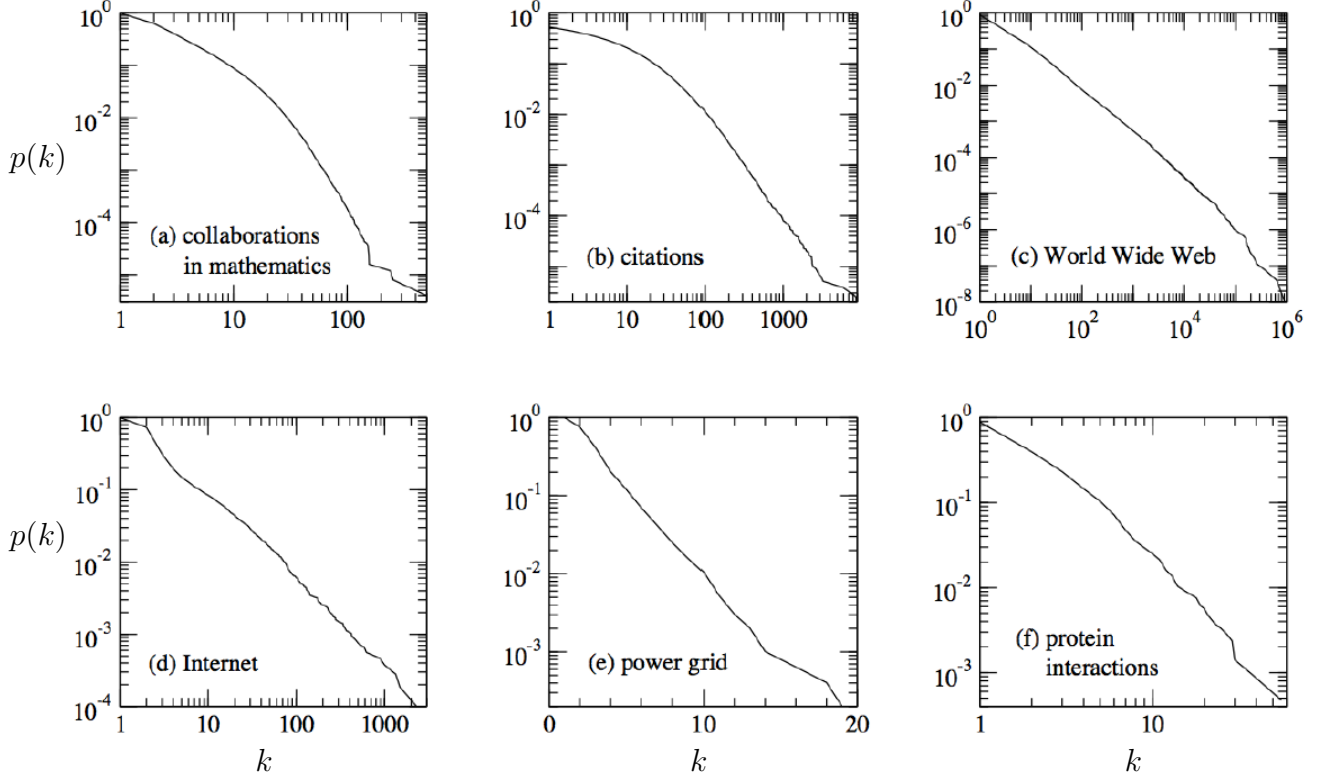 10^0
10^-2
10^-4
p(k)
(a) collaborations
in mathematics
1 10 100
10^0
10^-2
10^-4
(b) citations
1 10 100 1000
10^0
10^-2
10^-4
10^-6
10^-8
(c) World Wide Web
10^0 10^2 10^4 10^6
10^0
10^-1
10^-2
10^-3
10^-4
p(k)
(d) Internet
1 10 100 1000
k
10^0
10^-1
10^-2
10^-3
(e) power grid
0 10 20
k
10^0
10^-1
10^-2
10^-3
(f) protein
interactions
1 10
k